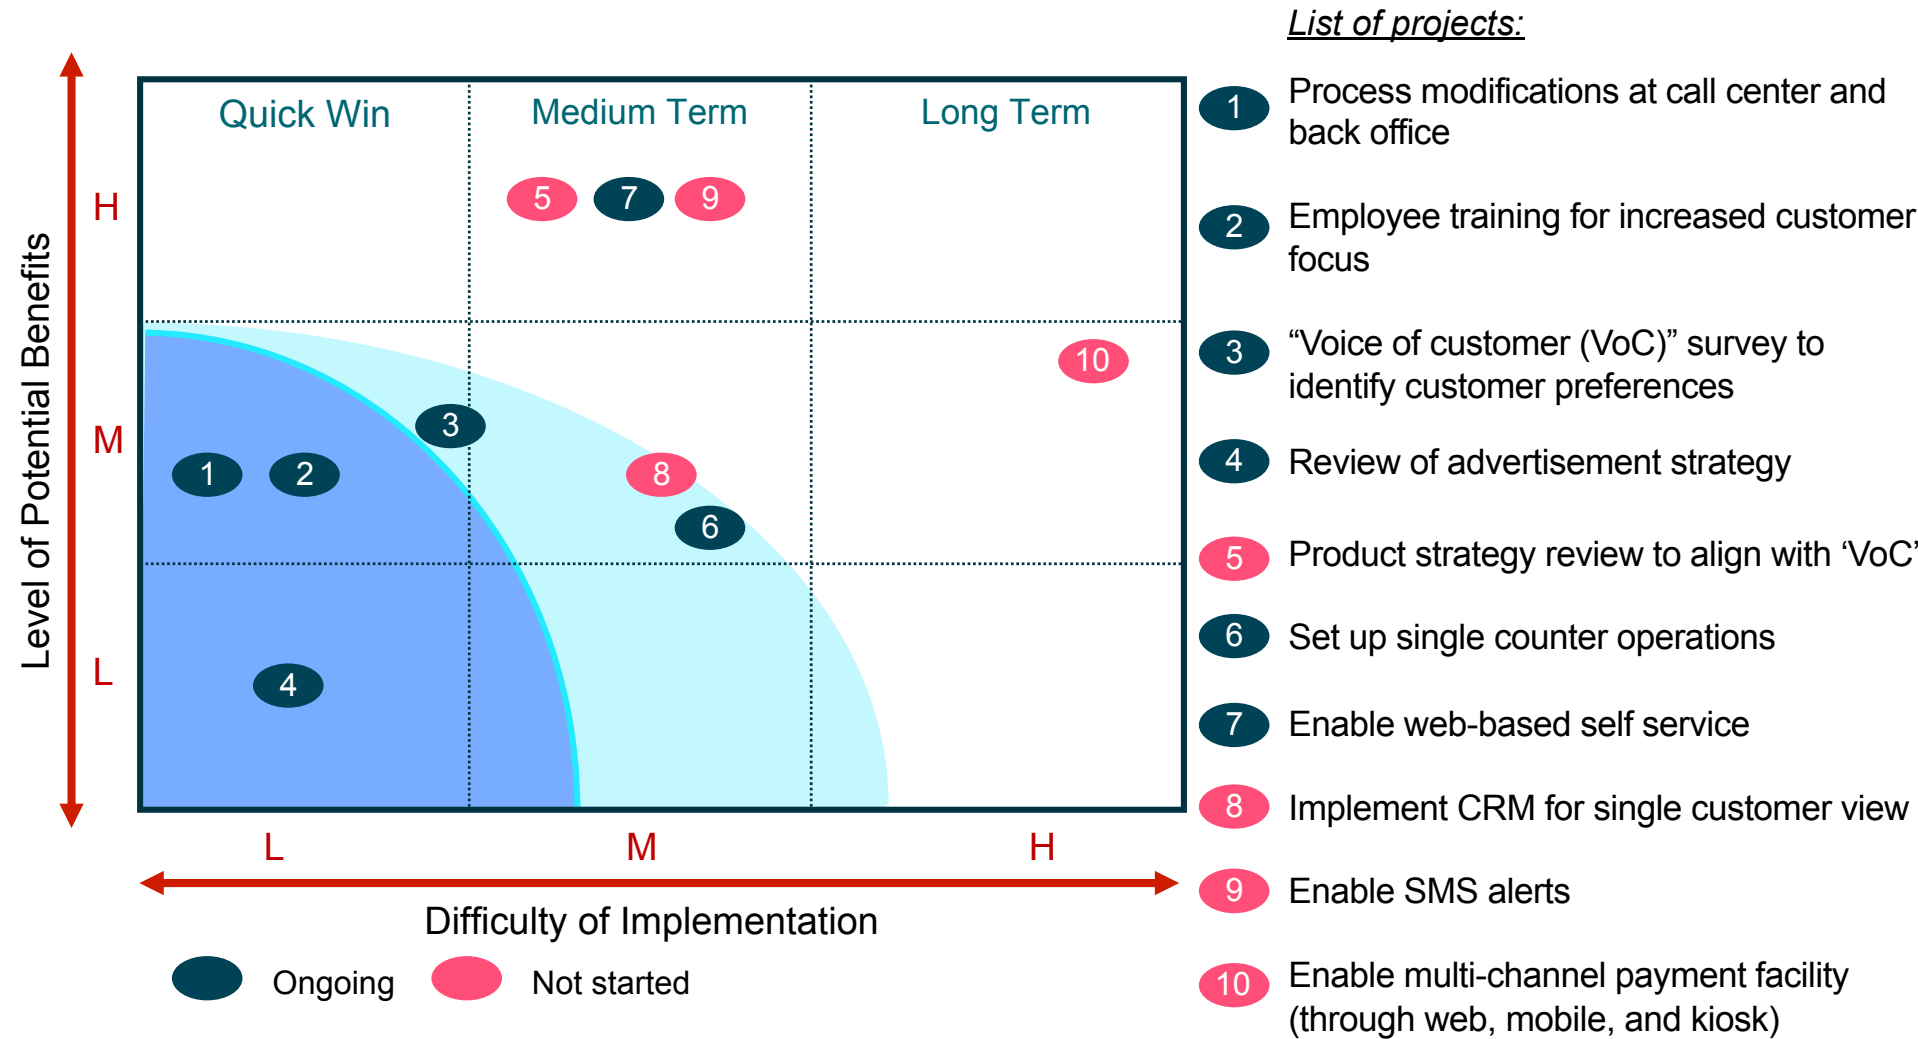 List of projects:
Quick Win
Medium Term
Long Term
Level of Potential Benefits
H
M
L
5
7
9
10
3
1
2
8
6
4
L
M
H
Difficulty of Implementation
Ongoing
Not started
1
Process modifications at call center and
back office
2
Employee training for increased customer
focus
3
“Voice of customer (VoC)” survey to
identify customer preferences
4
Review of advertisement strategy
5
Product strategy review to align with ‘VoC’
6
Set up single counter operations
7
Enable web-based self service
8
Implement CRM for single customer view
9
Enable SMS alerts
10
Enable multi-channel payment facility
(through web, mobile, and kiosk)